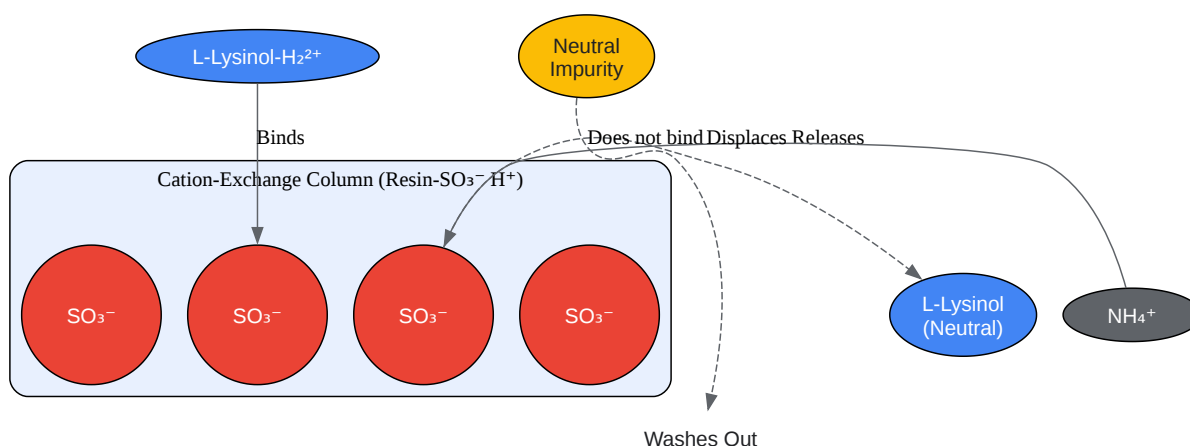 L-Lysinol-H₂²⁺
Neutral
Impurity
Binds
Does not bind
Displaces
Releases
Cation-Exchange Column (Resin-SO₃⁻ H⁺)
SO₃⁻
SO₃⁻
SO₃⁻
SO₃⁻
L-Lysinol
(Neutral)
NH₄⁺
Washes Out